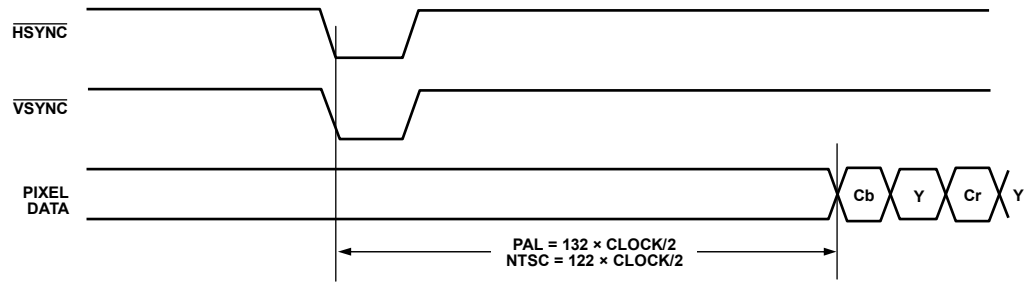 HSYNC
VSYNC
PIXEL
DATA
Cb Y Cr Y
PAL = 132 × CLOCK/2
NTSC = 122 × CLOCK/2